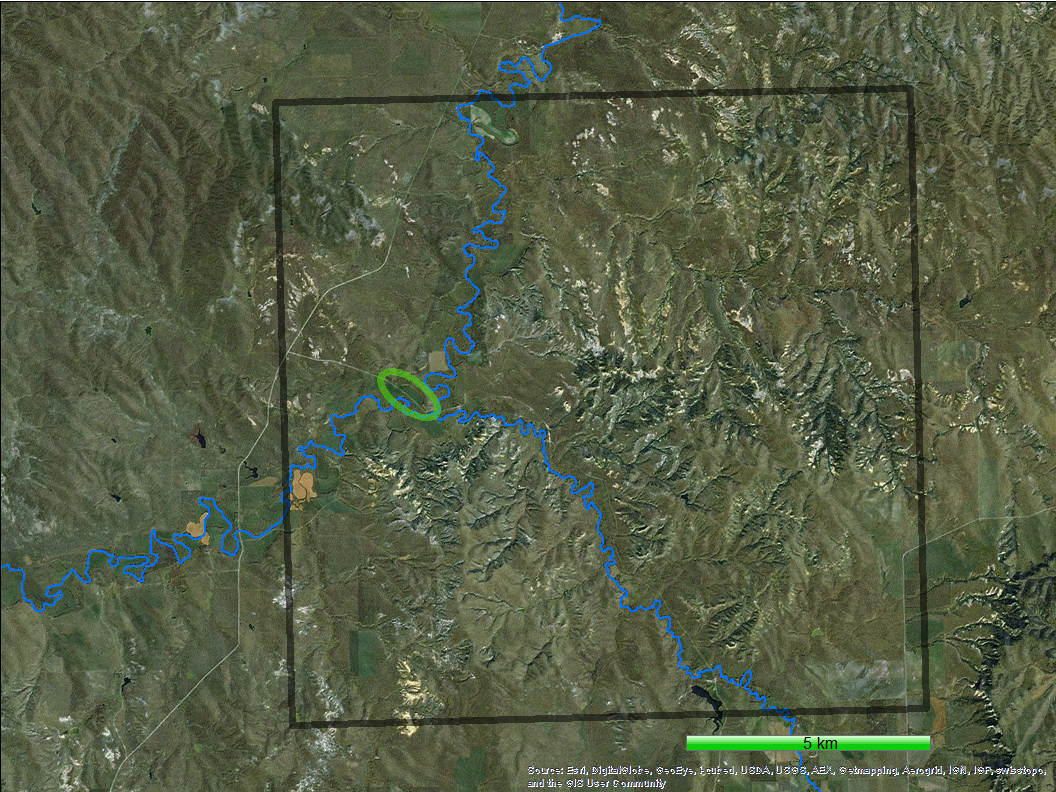 5 km
Source: Esri, DigitalGlobe, GeoEye, i-cubed, USDA, USGS, AEX, Getmapping, Aerogrid, IGN, IGP, swisstopo,
and the GIS User Community